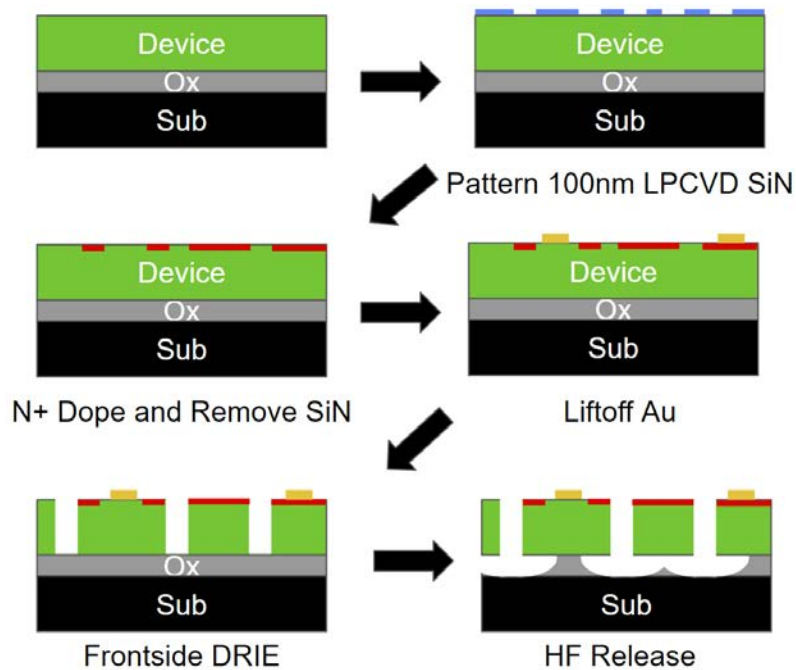 Device
Ox
Sub
Device
Ox
Sub
Pattern 100nm LPCVD SiN
Device
Ox
Sub
N+ Dope and Remove SiN
Device
Ox
Sub
Liftoff Au
Ox
Sub
Frontside DRIE
Sub
HF Release